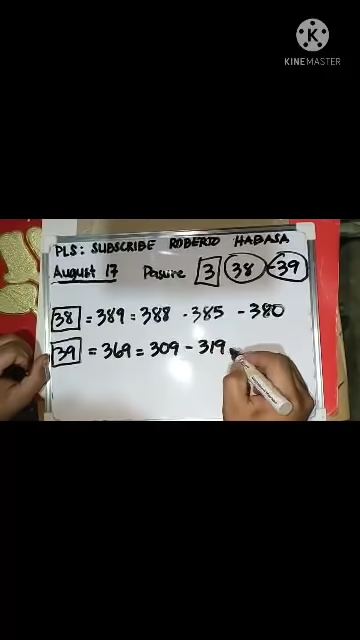 K
KINEMASTER
PLS: SUBSCRIBE ROBERTO HABASA
August 17 Pasure 3 38 -39
38 = 389 = 388 - 385 - 380
39 = 369 = 309 - 319